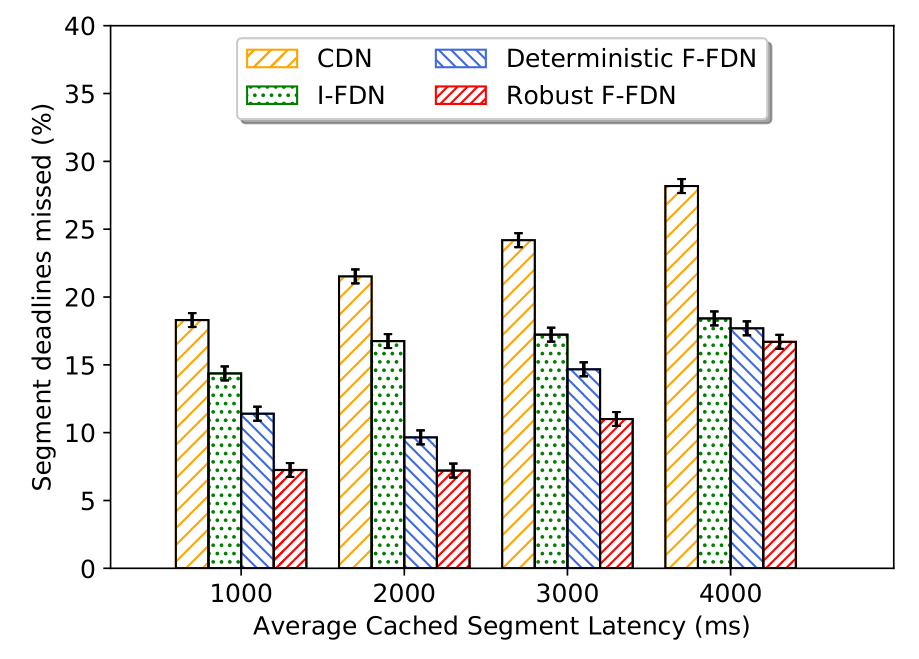 40
35
30
25
20
15
10
5
0
Segment deadlines missed (%)
CDN
I-FDN
Deterministic F-FDN
Robust F-FDN
1000 2000 3000 4000
Average Cached Segment Latency (ms)